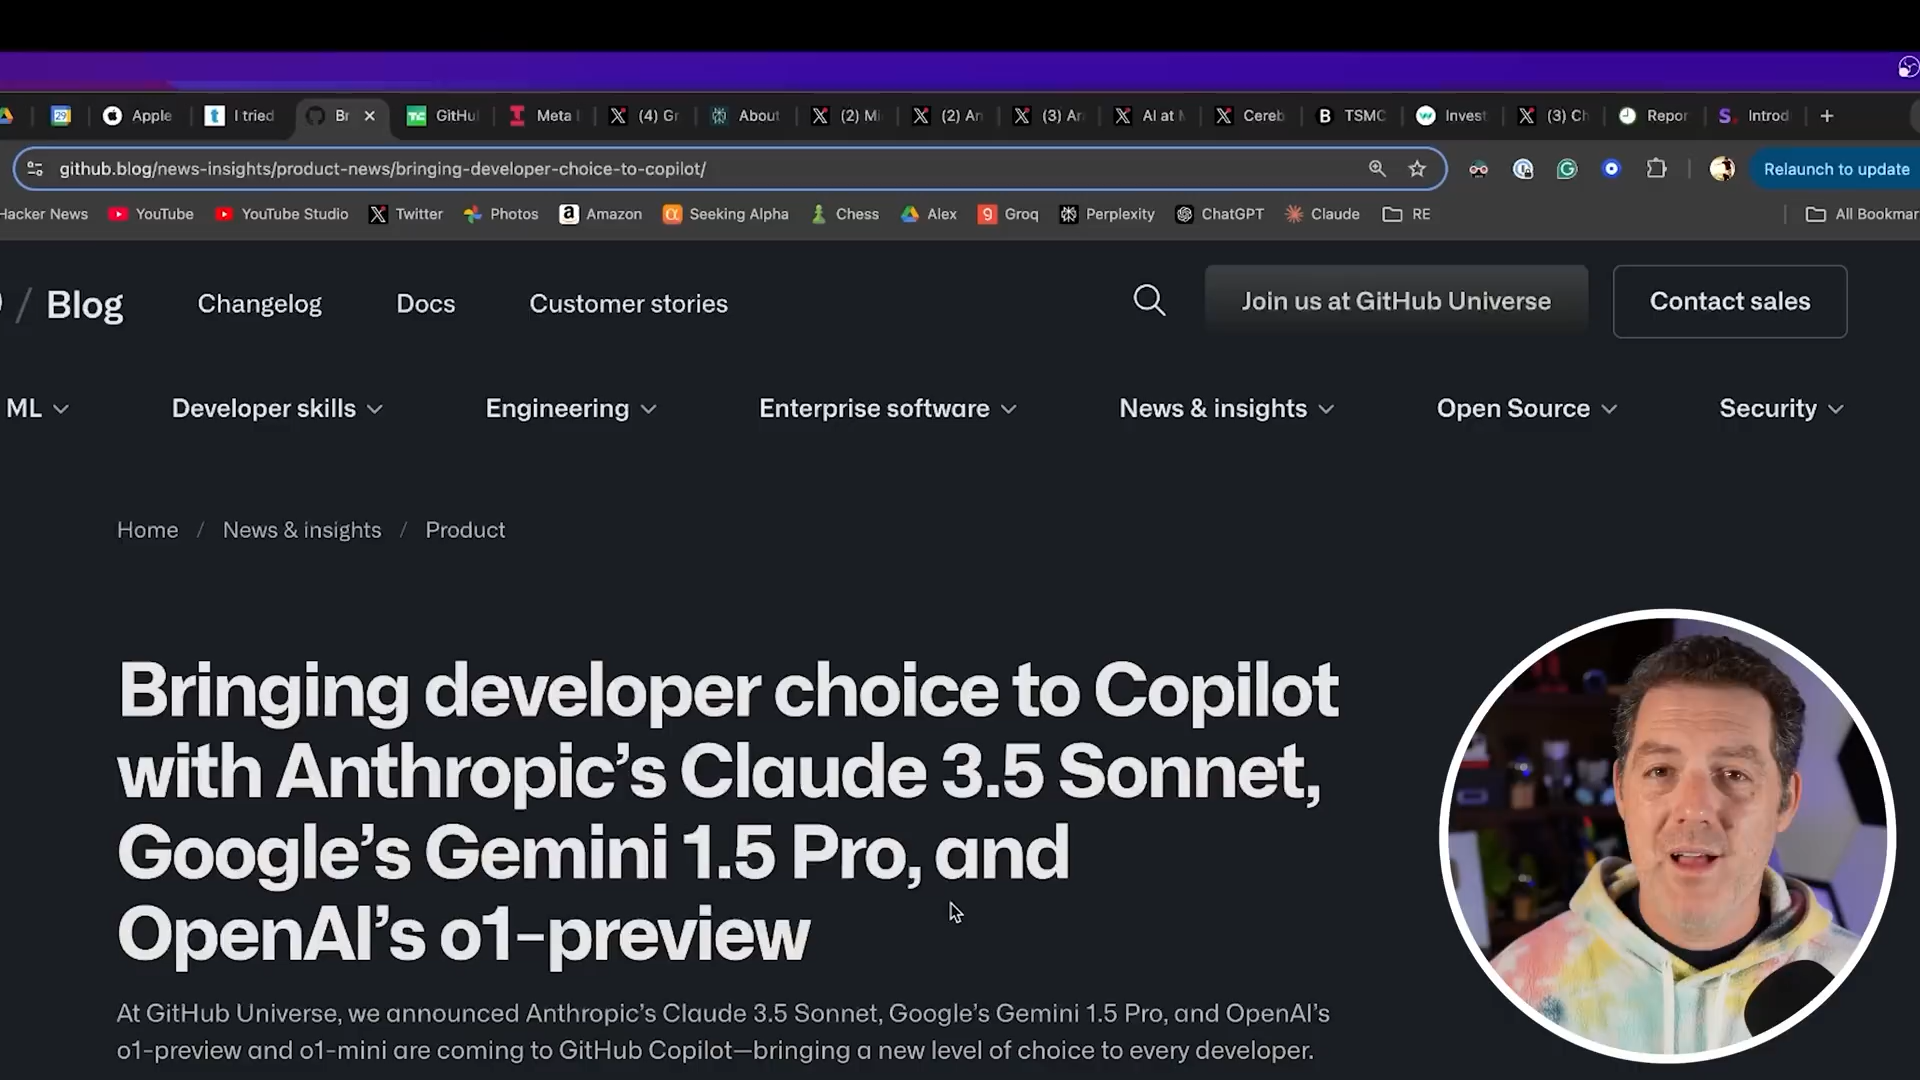 Apple
I tried
Br
GitHu
Meta
(4) Gr
About
(2) Mi
(2) An
(3) Ar
AI at
Cereb
TSMC
Invest
(3) Ch
Repor
Introd
github.blog/news-insights/product-news/bringing-developer-choice-to-copilot/
Relaunch to update
Hacker News
YouTube
YouTube Studio
Twitter
Photos
Amazon
Seeking Alpha
Chess
Alex
Groq
Perplexity
ChatGPT
Claude
RE
All Bookmar
/ Blog
Changelog
Docs
Customer stories
Join us at GitHub Universe
Contact sales
ML
Developer skills
Engineering
Enterprise software
News & insights
Open Source
Security
Home / News & insights / Product
Bringing developer choice to Copilot
with Anthropic’s Claude 3.5 Sonnet,
Google’s Gemini 1.5 Pro, and
OpenAI’s o1-preview
At GitHub Universe, we announced Anthropic’s Claude 3.5 Sonnet, Google’s Gemini 1.5 Pro, and OpenAI’s
o1-preview and o1-mini are coming to GitHub Copilot—bringing a new level of choice to every developer.